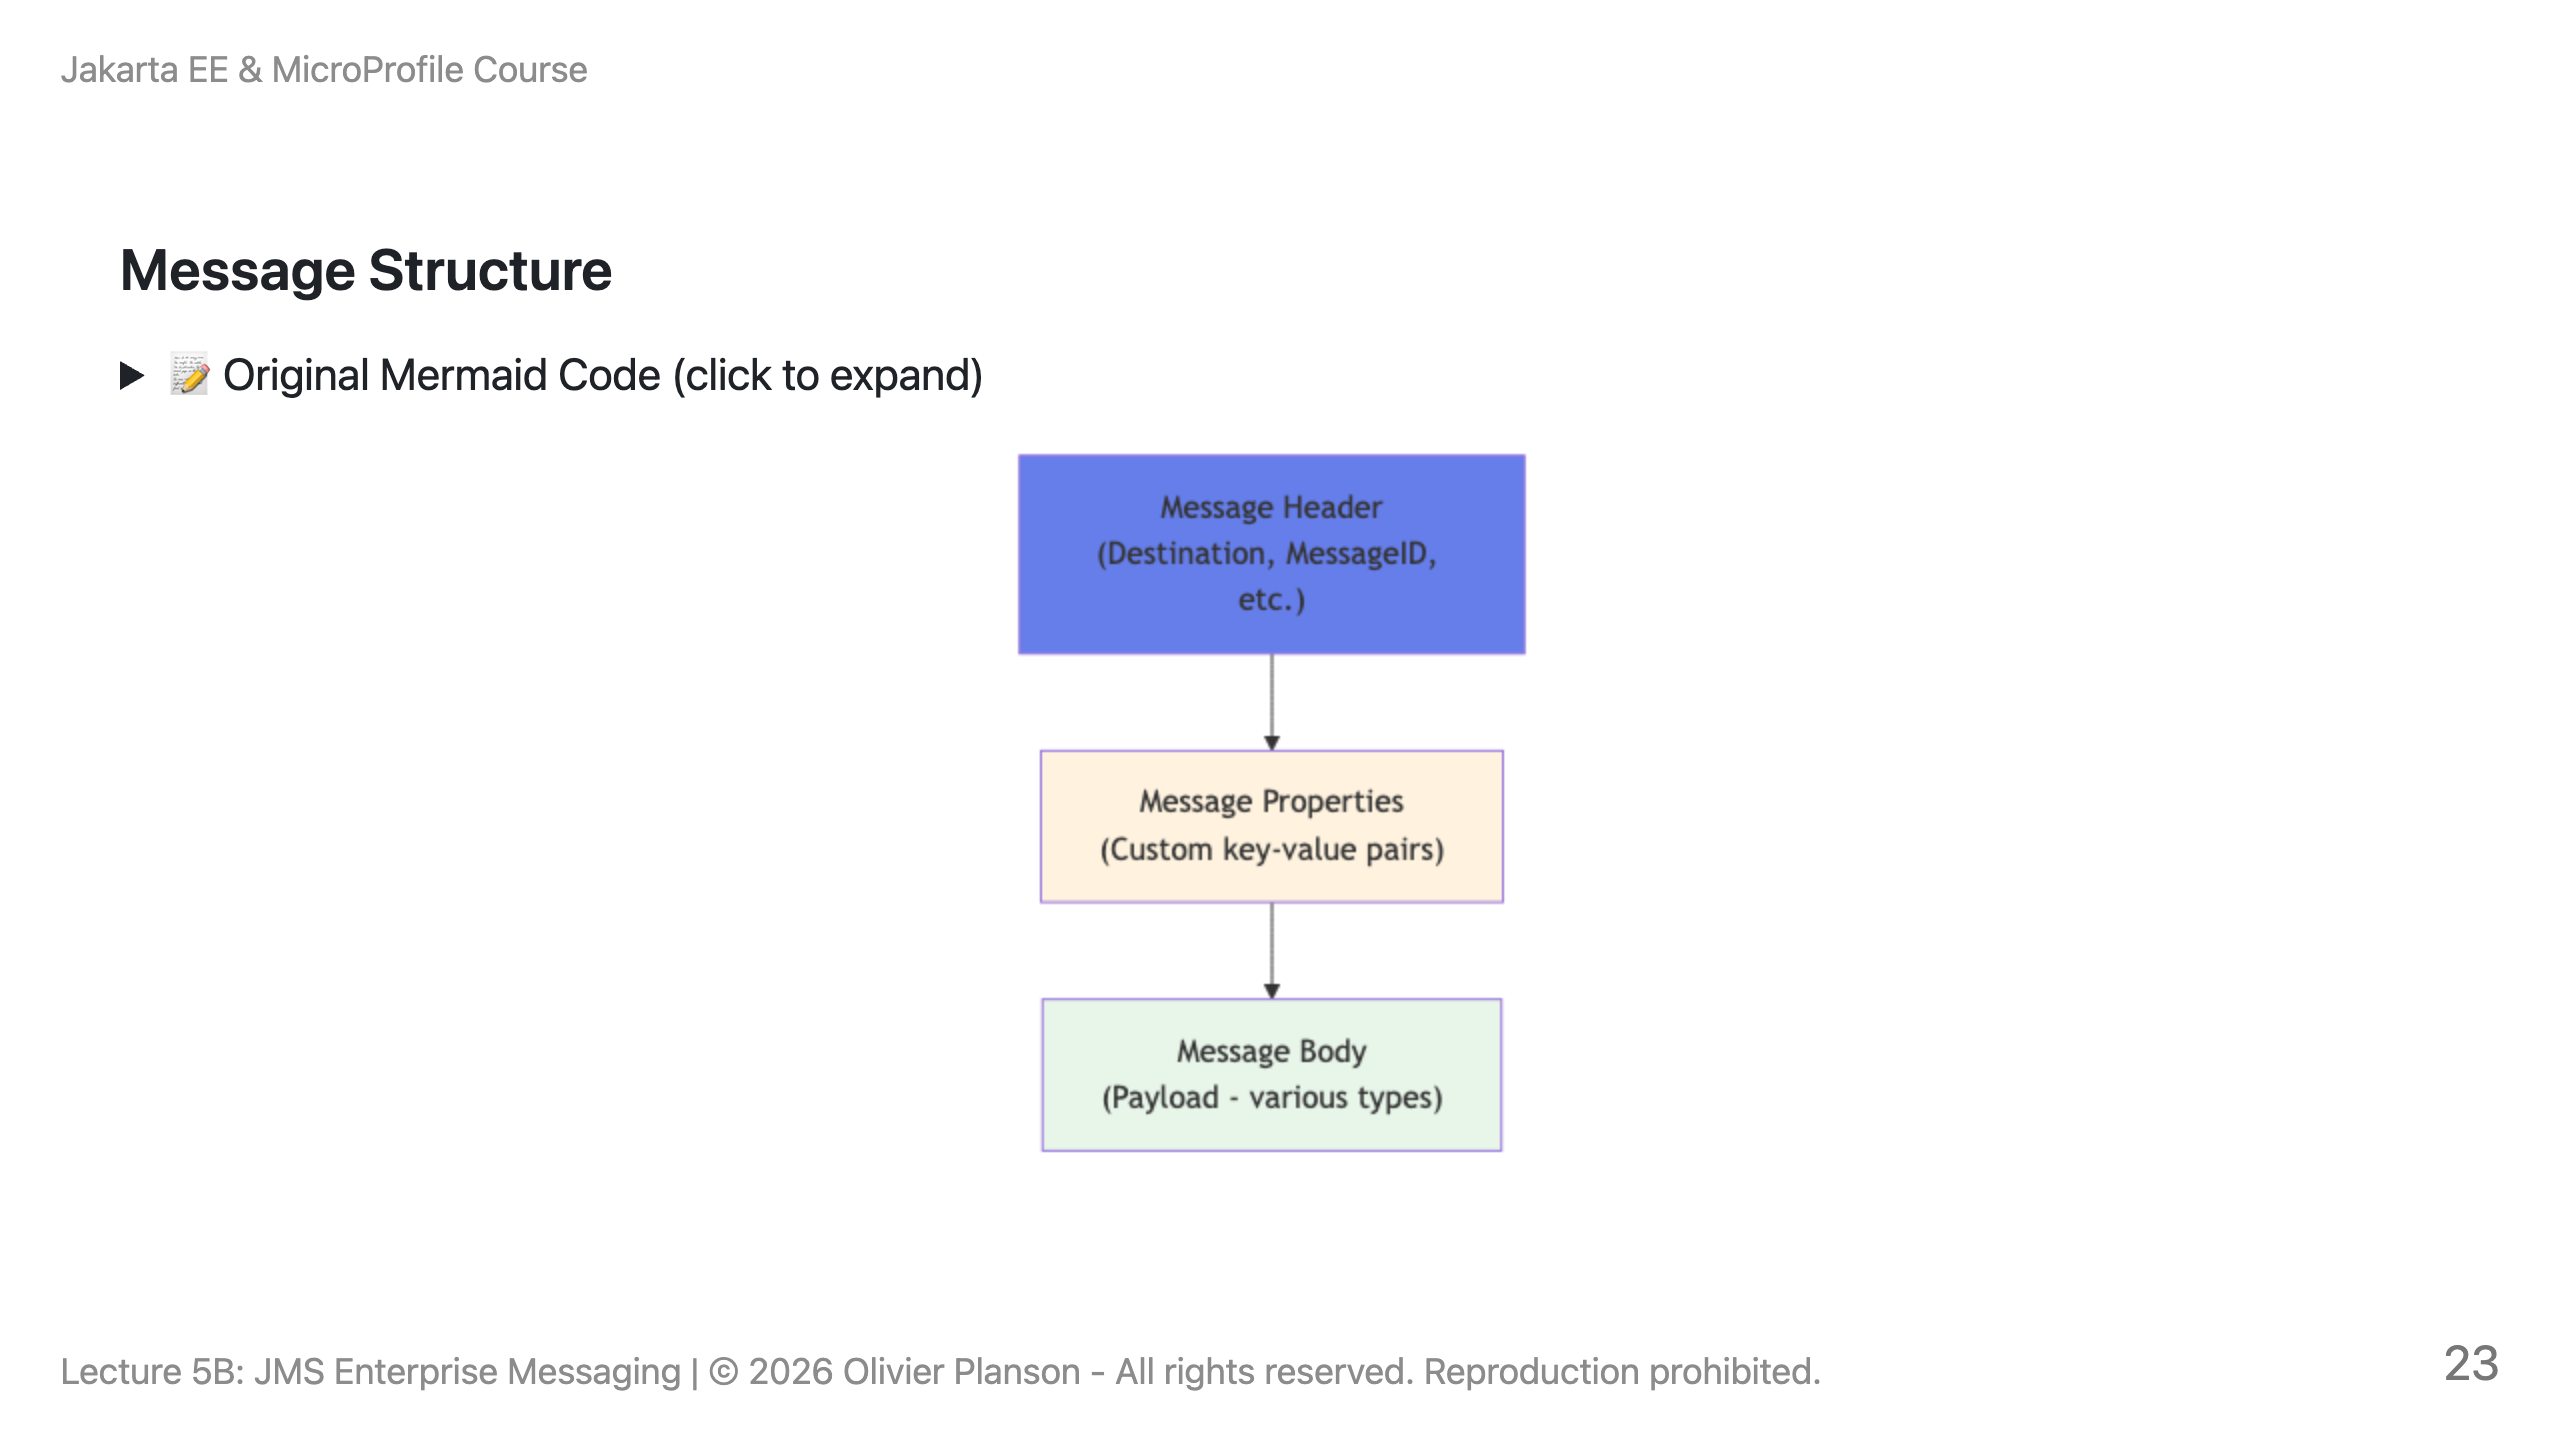 Jakarta EE & MicroProfile Course
Message Structure
▶ 📝 Original Mermaid Code (click to expand)
Message Header
(Destination, MessageID,
etc.)
Message Properties
(Custom key-value pairs)
Message Body
(Payload - various types)
Lecture 5B: JMS Enterprise Messaging | © 2026 Olivier Planson - All rights reserved. Reproduction prohibited.
23